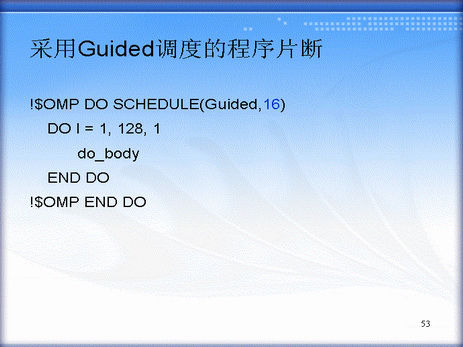 采用Guided调度的程序片断
!$OMP DO SCHEDULE(Guided,16)
DO I = 1, 128, 1
do_body
END DO
!$OMP END DO
53